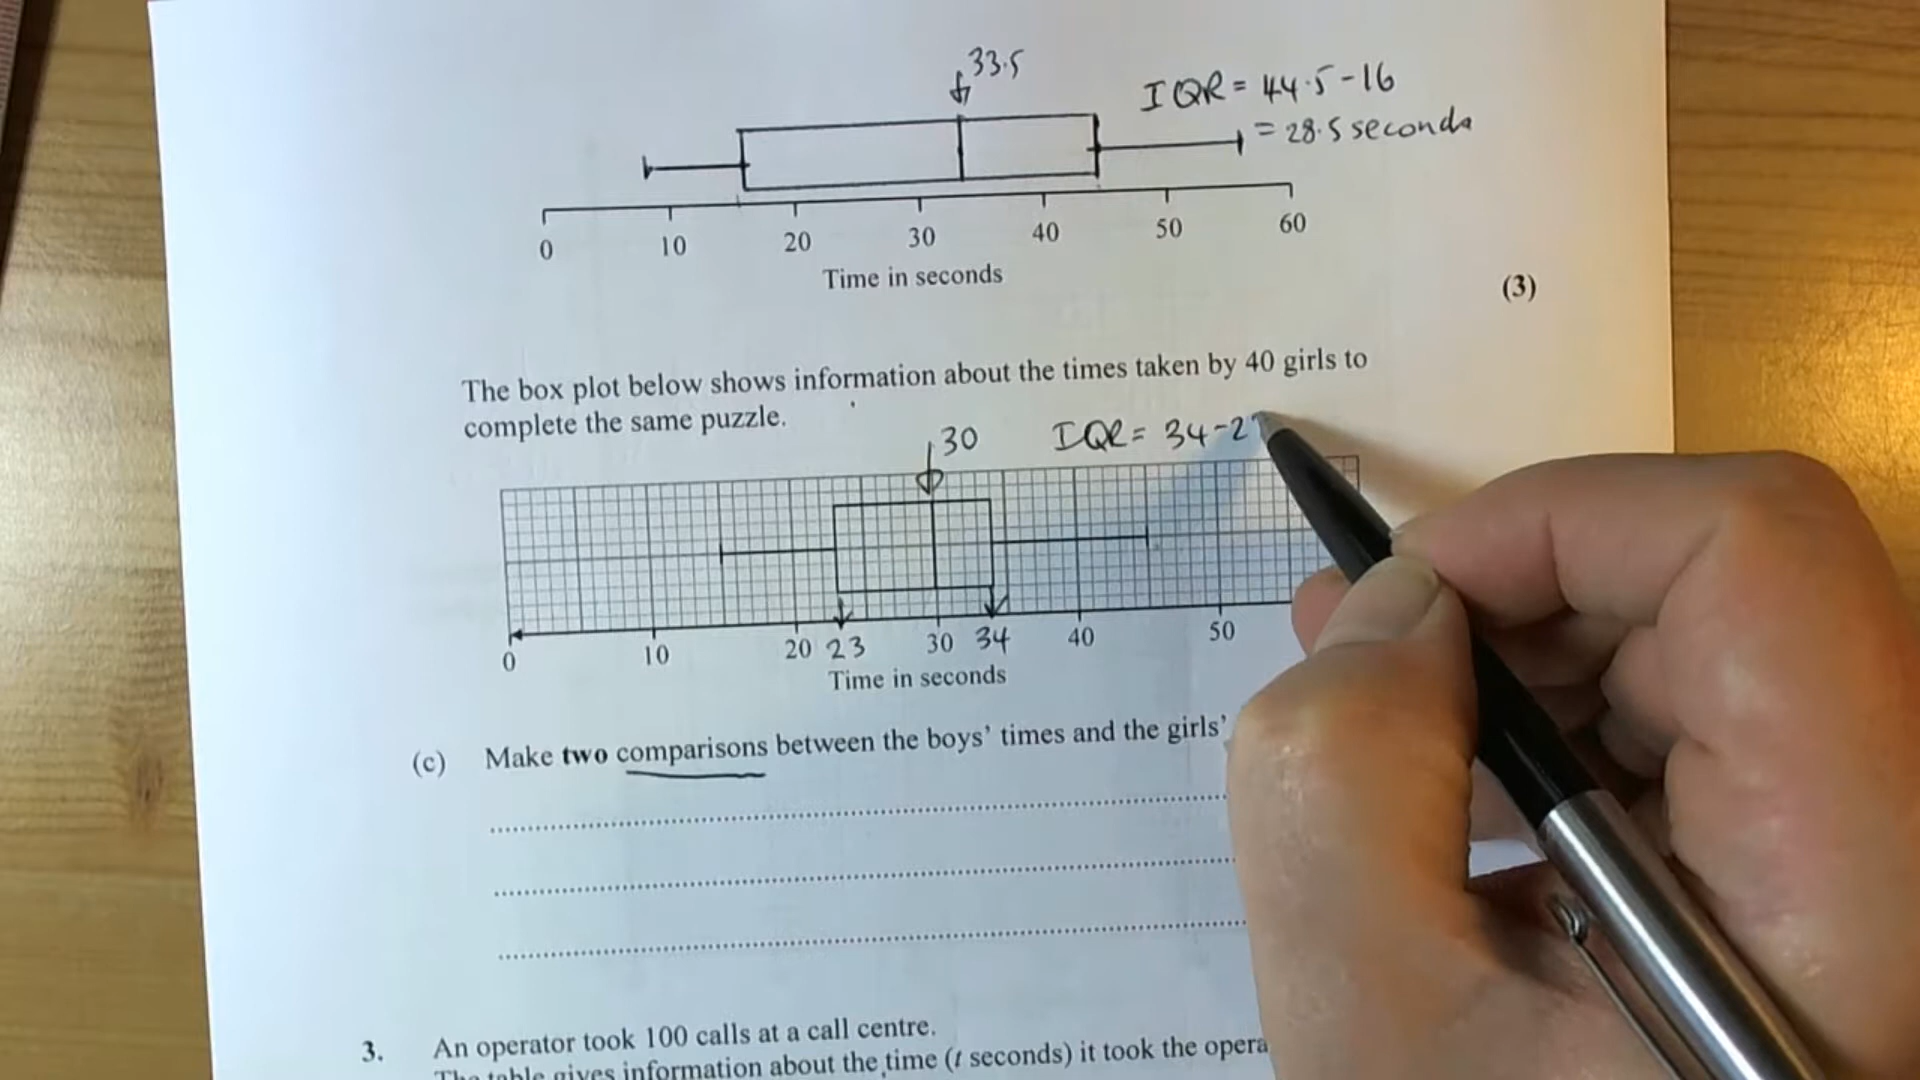 33.5
IQR = 44.5-16
= 28.5 seconds
0 10 20 30 40 50 60
Time in seconds
(3)
The box plot below shows information about the times taken by 40 girls to
complete the same puzzle.
30
IQR = 34-2
0 10 20 23 30 34 40 50
Time in seconds
(c) Make two comparisons between the boys' times and the girls'
3. An operator took 100 calls at a call centre.
The table gives information about the time (t seconds) it took the opera